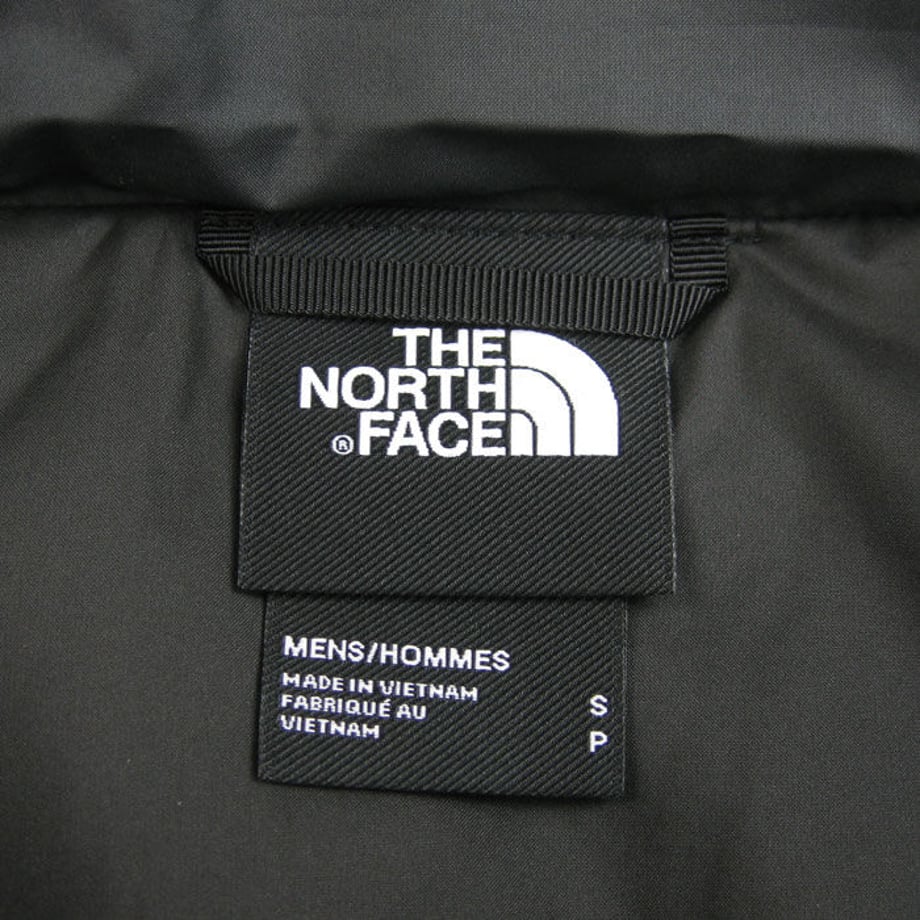 THE
NORTH
®FACE
MENS/HOMMES
MADE IN VIETNAM
FABRIQUÉ AU
VIETNAM
S
P